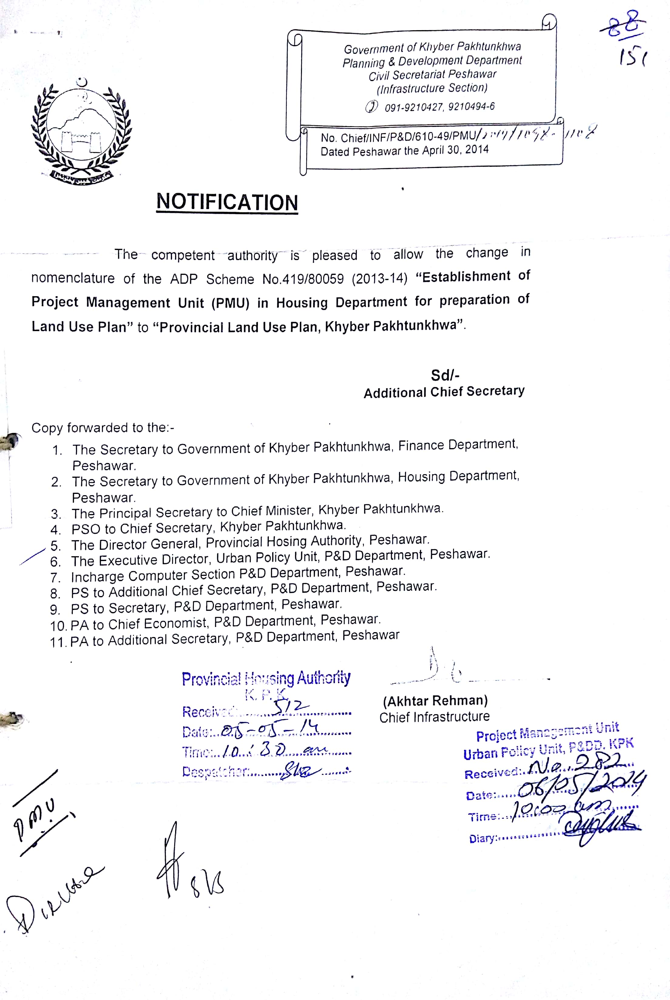 88
151
Government of Khyber Pakhtunkhwa
Planning & Development Department
Civil Secretariat Peshawar
(Infrastructure Section)
091-9210427, 9210494-6
No. Chief/INF/P&D/610-49/PMU/
Dated Peshawar the April 30, 2014
NOTIFICATION
The competent authority is pleased to allow the change in
nomenclature of the ADP Scheme No.419/80059 (2013-14) “Establishment of
Project Management Unit (PMU) in Housing Department for preparation of
Land Use Plan” to “Provincial Land Use Plan, Khyber Pakhtunkhwa”.
Sd/-
Additional Chief Secretary
Copy forwarded to the:-
1. The Secretary to Government of Khyber Pakhtunkhwa, Finance Department,
Peshawar.
2. The Secretary to Government of Khyber Pakhtunkhwa, Housing Department,
Peshawar.
3. The Principal Secretary to Chief Minister, Khyber Pakhtunkhwa.
4. PSO to Chief Secretary, Khyber Pakhtunkhwa.
5. The Director General, Provincial Hosing Authority, Peshawar.
6. The Executive Director, Urban Policy Unit, P&D Department, Peshawar.
7. Incharge Computer Section P&D Department, Peshawar.
8. PS to Additional Chief Secretary, P&D Department, Peshawar.
9. PS to Secretary, P&D Department, Peshawar.
10. PA to Chief Economist, P&D Department, Peshawar.
11. PA to Additional Secretary, P&D Department, Peshawar
Provincial Housing Authority
K. P. K.
Received: 512
Date: 05-05-14
Time: 10:30 am
Despatcher:
(Akhtar Rehman)
Chief Infrastructure
Project Management Unit
Urban Policy Unit, P&DD, KPK
Received: No. 282
Date: 06/05/2014
Time: 10:00 am
Diary:
PMU